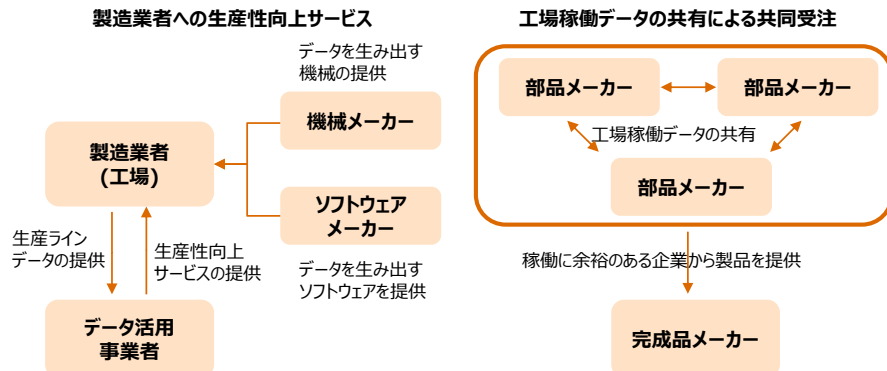 製造業者への生産性向上サービス
データを生み出す
機械の提供
機械メーカー
製造業者
(工場)
ソフトウェア
メーカー
生産ライン
データの提供
生産性向上
サービスの提供
データを生み出す
ソフトウェアを提供
データ活用
事業者
工場稼働データの共有による共同受注
部品メーカー
部品メーカー
工場稼働データの共有
部品メーカー
稼働に余裕のある企業から製品を提供
完成品メーカー